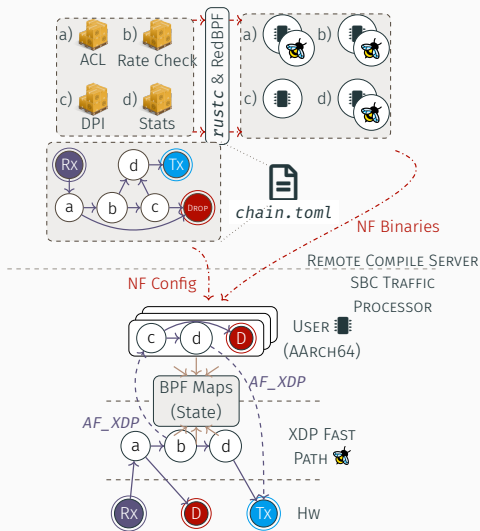 a)
ACL
b)
Rate Check
c)
DPI
d)
Stats
rustc & RedBPF
a)
b)
c)
d)
Rx
d
Tx
a
b
c
Drop
chain.toml
NF Binaries
Remote Compile Server
NF Config
SBC Traffic
Processor
c
d
D
User
(AArch64)
BPF Maps
(State)
AF_XDP
AF_XDP
a
b
d
XDP Fast
Path
Rx
D
Tx
Hw